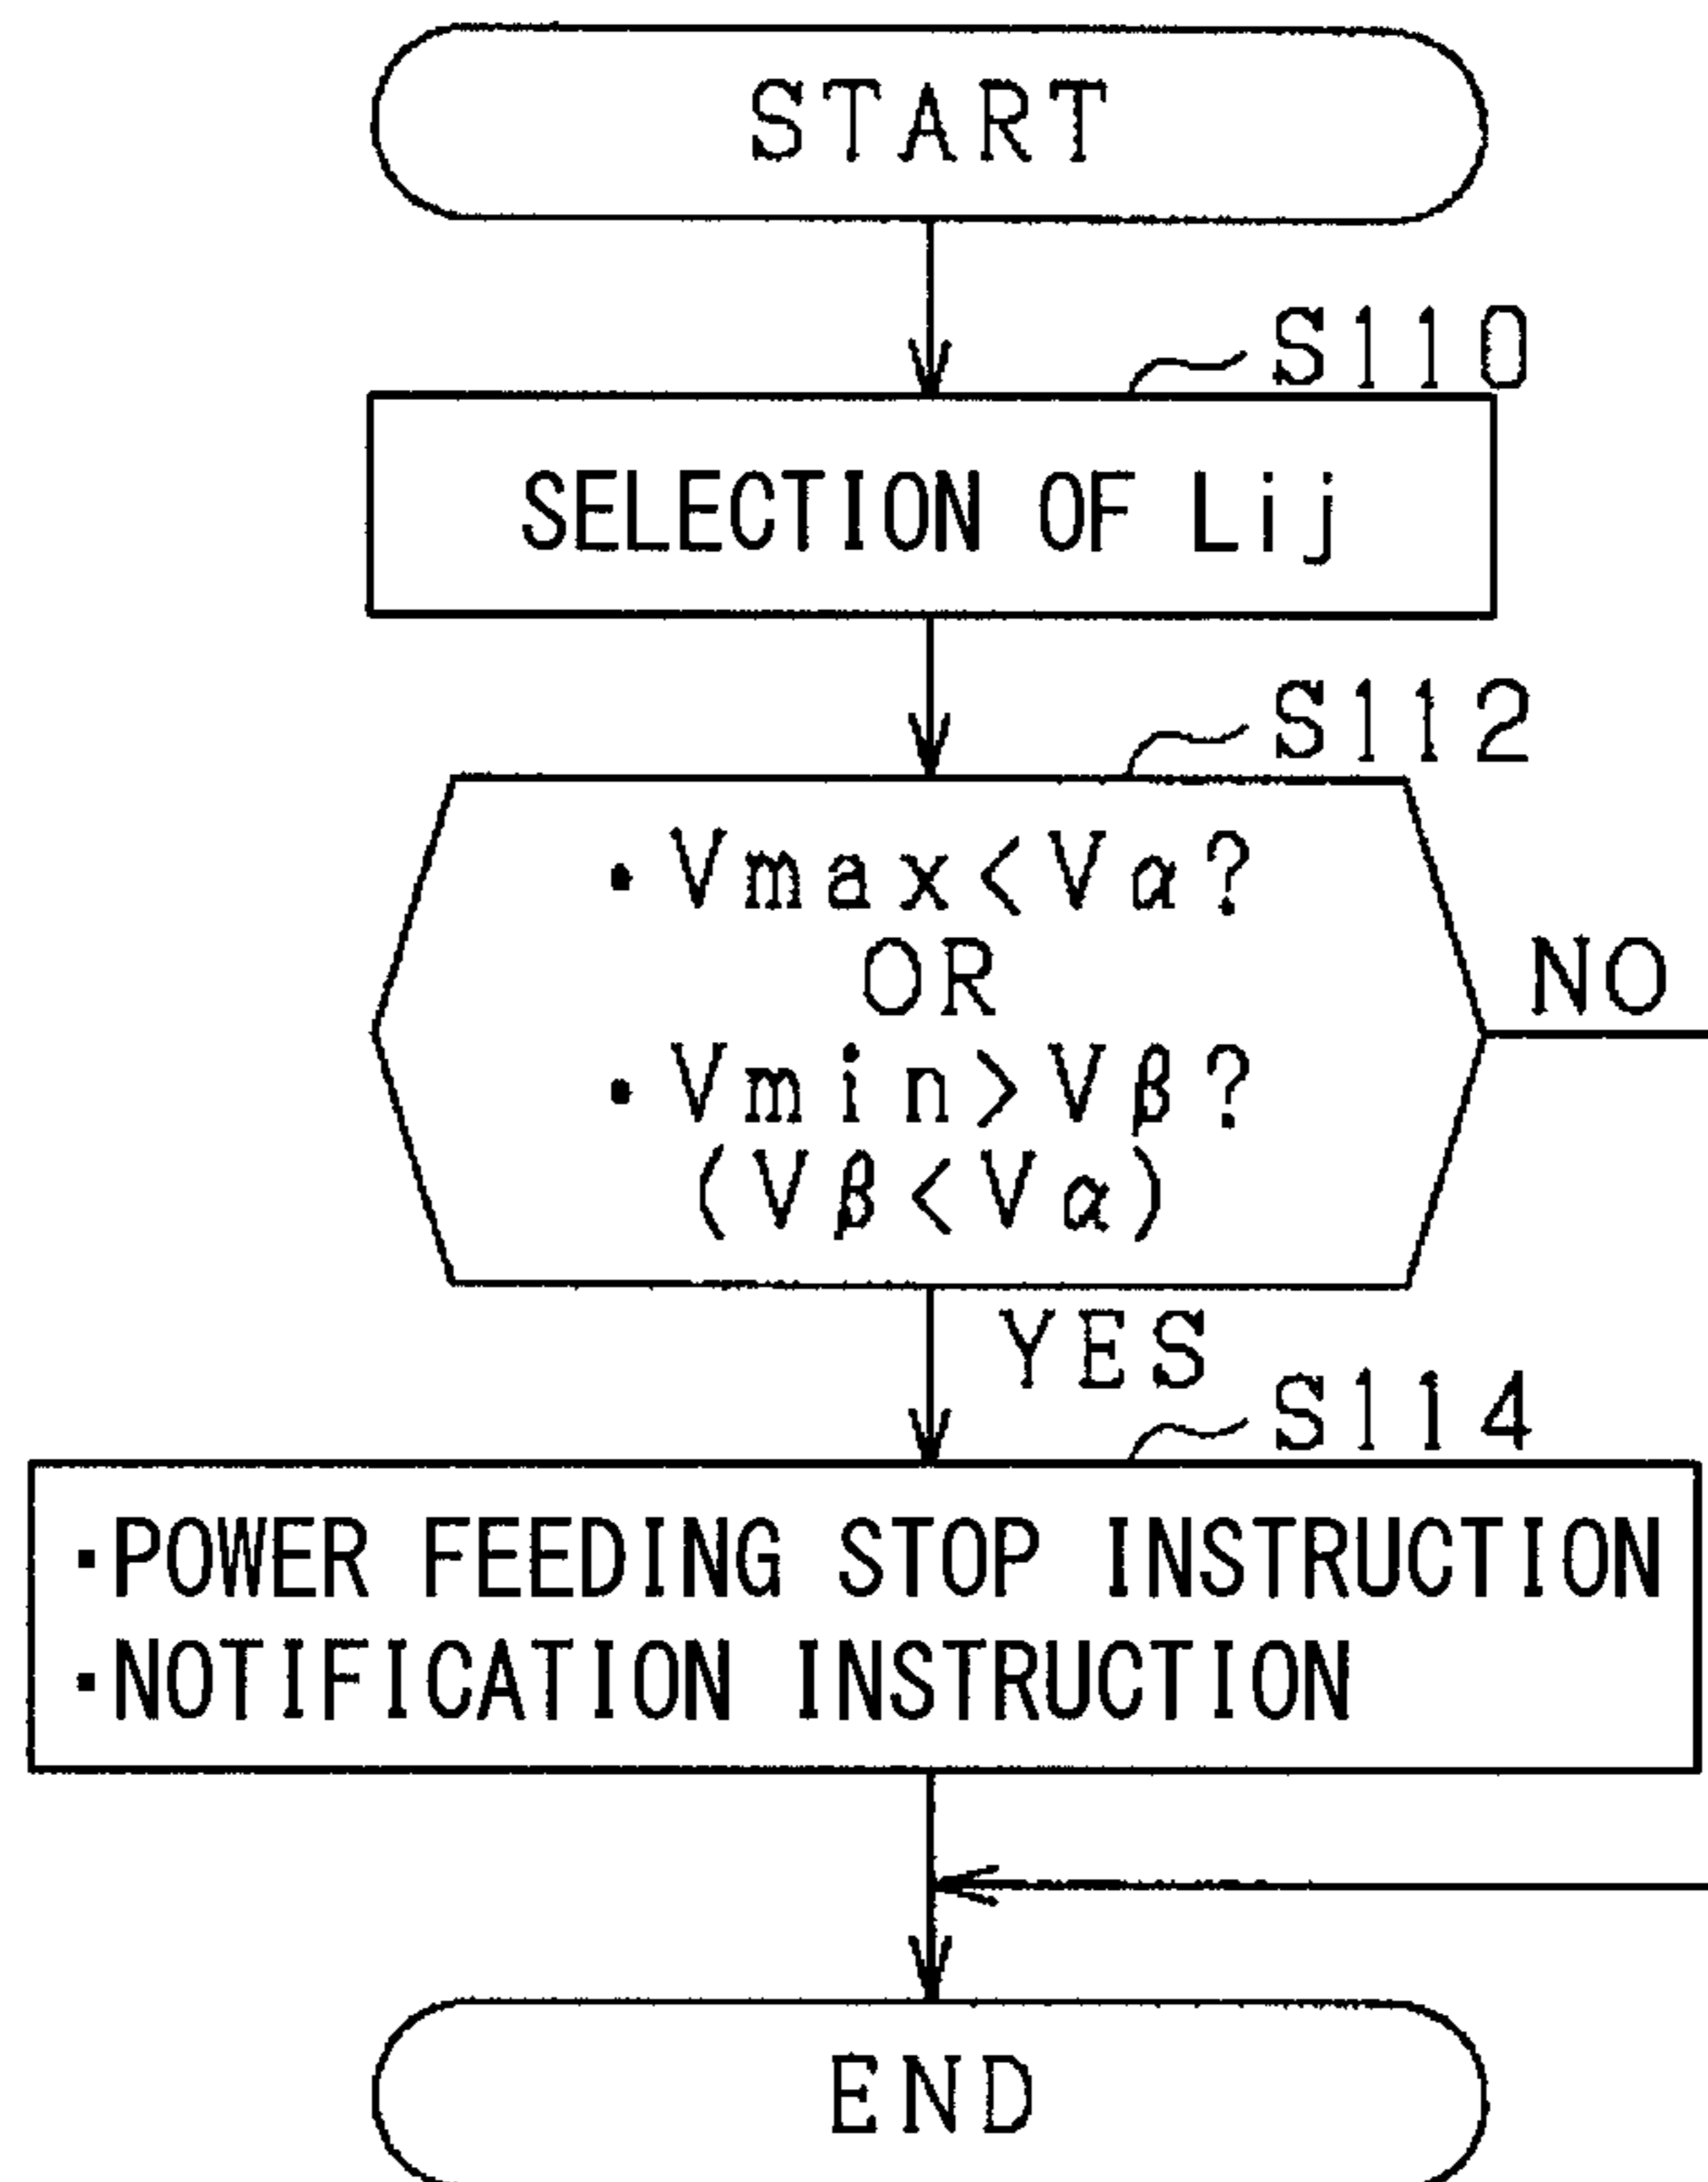 START
S110
SELECTION OF Lij
S112
・Vmax<Vα?
OR
・Vmin>Vβ?
(Vβ<Vα)
NO
YES
S114
・POWER FEEDING STOP INSTRUCTION
・NOTIFICATION INSTRUCTION
END